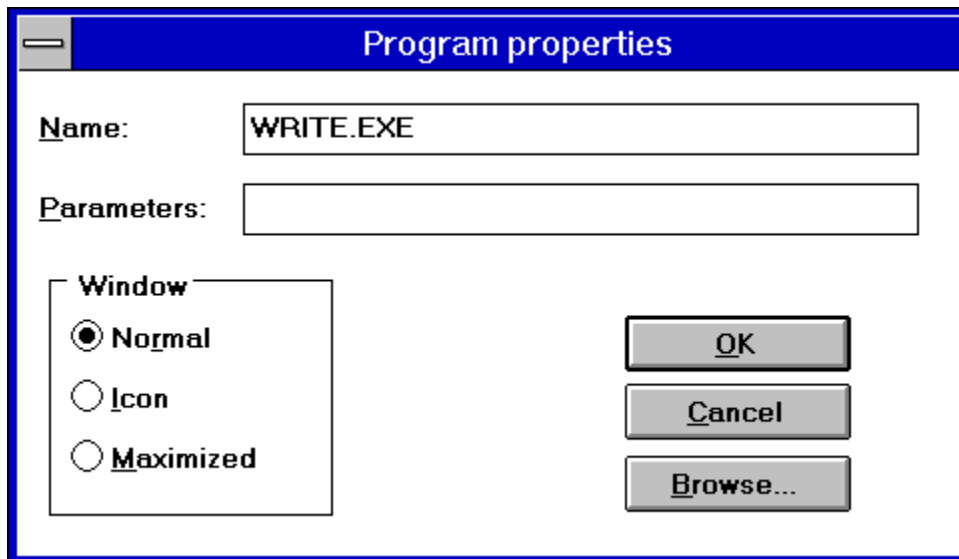 Program properties
Name: WRITE.EXE
Parameters:
Window
Normal
Icon
Maximized
OK
Cancel
Browse...